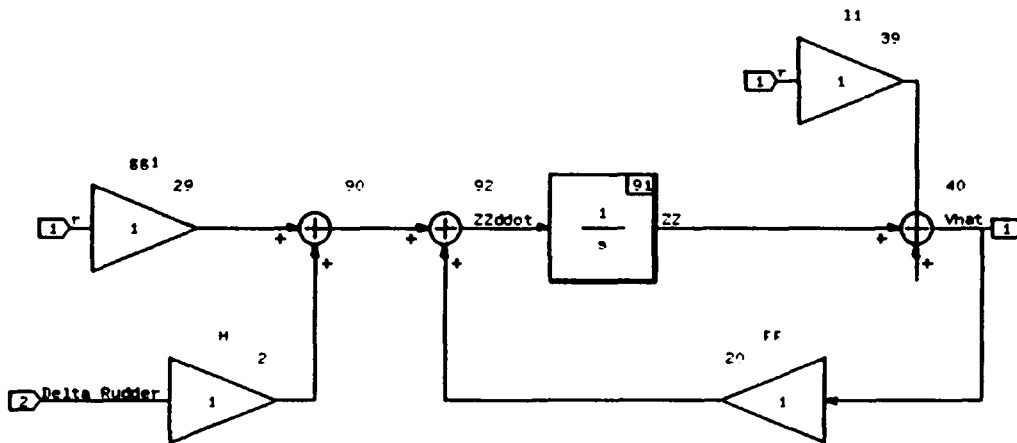 l1
39
1 r 1
gg1
29 90 92 91 40
1 r 1 + + + + ZZddot 1 / s ZZ + Vhat 1
+ + +
H FF
2 20
2 Delta Rudder 1 1